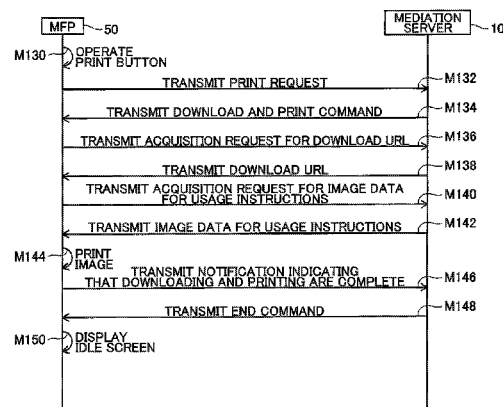 MFP 50
MEDIATION
SERVER 10
M130 OPERATE
PRINT BUTTON
TRANSMIT PRINT REQUEST M132
TRANSMIT DOWNLOAD AND PRINT COMMAND M134
TRANSMIT ACQUISITION REQUEST FOR DOWNLOAD URL M136
TRANSMIT DOWNLOAD URL M138
TRANSMIT ACQUISITION REQUEST FOR IMAGE DATA
FOR USAGE INSTRUCTIONS M140
TRANSMIT IMAGE DATA FOR USAGE INSTRUCTIONS M142
M144 PRINT
IMAGE
TRANSMIT NOTIFICATION INDICATING
THAT DOWNLOADING AND PRINTING ARE COMPLETE M146
TRANSMIT END COMMAND M148
M150 DISPLAY
IDLE SCREEN